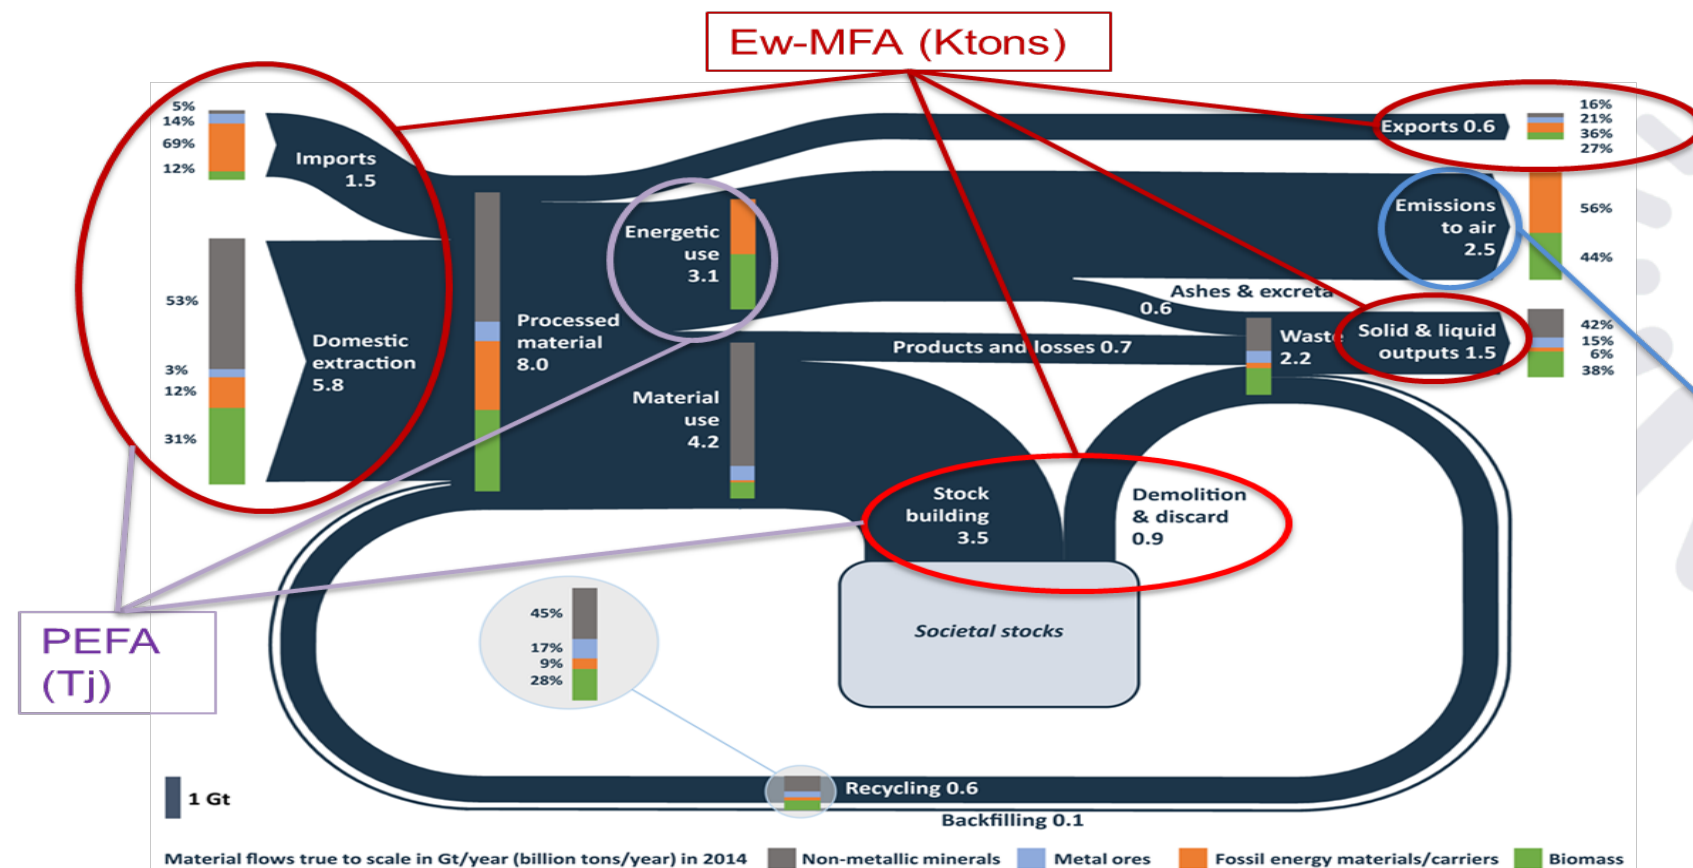 Ew-MFA (Ktons)
5%
14%
69%
12%
Imports
1.5
Exports 0.6
16%
21%
36%
27%
53%
3%
12%
31%
Domestic
extraction
5.8
Processed
material
8.0
Energetic
use
3.1
Emissions
to air
2.5
56%
44%
Ashes & excreta
0.6
Products and losses 0.7
Waste
2.2
Solid & liquid
outputs 1.5
42%
15%
6%
38%
Material
use
4.2
Stock
building
3.5
Demolition
& discard
0.9
Societal stocks
PEFA
(Tj)
45%
17%
9%
28%
Recycling 0.6
Backfilling 0.1
1 Gt
Material flows true to scale in Gt/year (billion tons/year) in 2014
Non-metallic minerals
Metal ores
Fossil energy materials/carriers
Biomass